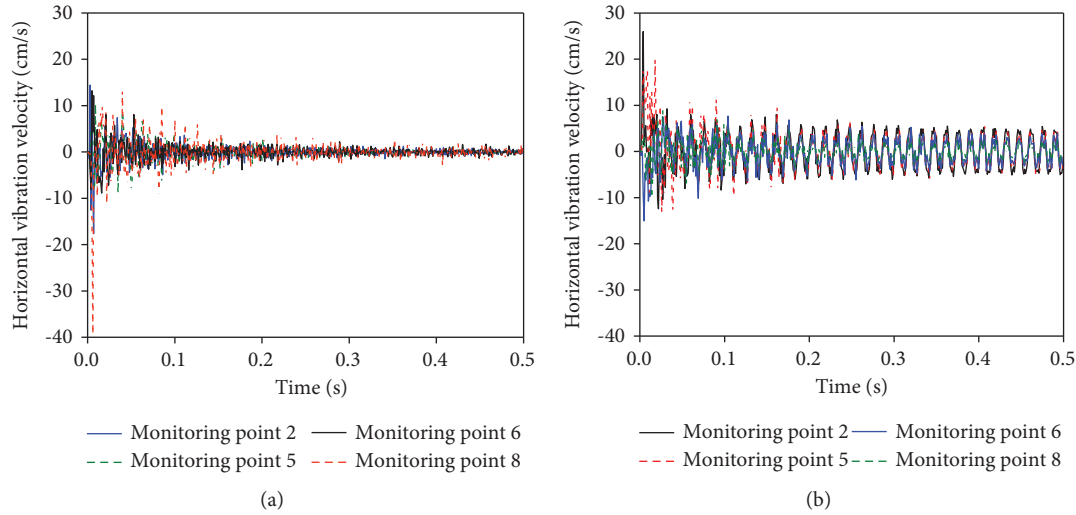 Horizontal vibration velocity (cm/s)
30
20
10
0
-10
-20
-30
-40
0.0 0.1 0.2 0.3 0.4 0.5
Time (s)
Monitoring point 2 Monitoring point 6
Monitoring point 5 Monitoring point 8
(a)
Horizontal vibration velocity (cm/s)
30
20
10
0
-10
-20
-30
-40
0.0 0.1 0.2 0.3 0.4 0.5
Time (s)
Monitoring point 2 Monitoring point 6
Monitoring point 5 Monitoring point 8
(b)